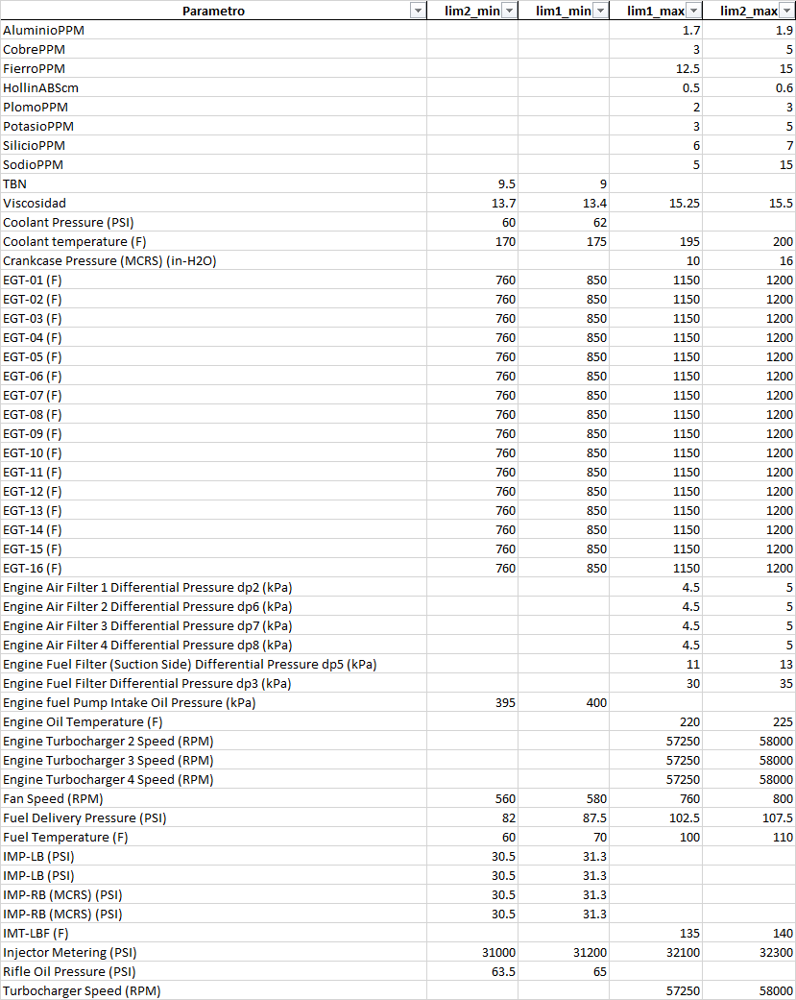 Parametro lim2_min lim1_min lim1_max lim2_max
AluminioPPM 1.7 1.9
CobrePPM 3 5
FierroPPM 12.5 15
HollinABScm 0.5 0.6
PlomoPPM 2 3
PotasioPPM 3 5
SilicioPPM 6 7
SodioPPM 5 15
TBN 9.5 9
Viscosidad 13.7 13.4 15.25 15.5
Coolant Pressure (PSI) 60 62
Coolant temperature (F) 170 175 195 200
Crankcase Pressure (MCRS) (in-H2O) 10 16
EGT-01 (F) 760 850 1150 1200
EGT-02 (F) 760 850 1150 1200
EGT-03 (F) 760 850 1150 1200
EGT-04 (F) 760 850 1150 1200
EGT-05 (F) 760 850 1150 1200
EGT-06 (F) 760 850 1150 1200
EGT-07 (F) 760 850 1150 1200
EGT-08 (F) 760 850 1150 1200
EGT-09 (F) 760 850 1150 1200
EGT-10 (F) 760 850 1150 1200
EGT-11 (F) 760 850 1150 1200
EGT-12 (F) 760 850 1150 1200
EGT-13 (F) 760 850 1150 1200
EGT-14 (F) 760 850 1150 1200
EGT-15 (F) 760 850 1150 1200
EGT-16 (F) 760 850 1150 1200
Engine Air Filter 1 Differential Pressure dp2 (kPa) 4.5 5
Engine Air Filter 2 Differential Pressure dp6 (kPa) 4.5 5
Engine Air Filter 3 Differential Pressure dp7 (kPa) 4.5 5
Engine Air Filter 4 Differential Pressure dp8 (kPa) 4.5 5
Engine Fuel Filter (Suction Side) Differential Pressure dp5 (kPa) 11 13
Engine Fuel Filter Differential Pressure dp3 (kPa) 30 35
Engine fuel Pump Intake Oil Pressure (kPa) 395 400
Engine Oil Temperature (F) 220 225
Engine Turbocharger 2 Speed (RPM) 57250 58000
Engine Turbocharger 3 Speed (RPM) 57250 58000
Engine Turbocharger 4 Speed (RPM) 57250 58000
Fan Speed (RPM) 560 580 760 800
Fuel Delivery Pressure (PSI) 82 87.5 102.5 107.5
Fuel Temperature (F) 60 70 100 110
IMP-LB (PSI) 30.5 31.3
IMP-LB (PSI) 30.5 31.3
IMP-RB (MCRS) (PSI) 30.5 31.3
IMP-RB (MCRS) (PSI) 30.5 31.3
IMT-LBF (F) 135 140
Injector Metering (PSI) 31000 31200 32100 32300
Rifle Oil Pressure (PSI) 63.5 65
Turbocharger Speed (RPM) 57250 58000